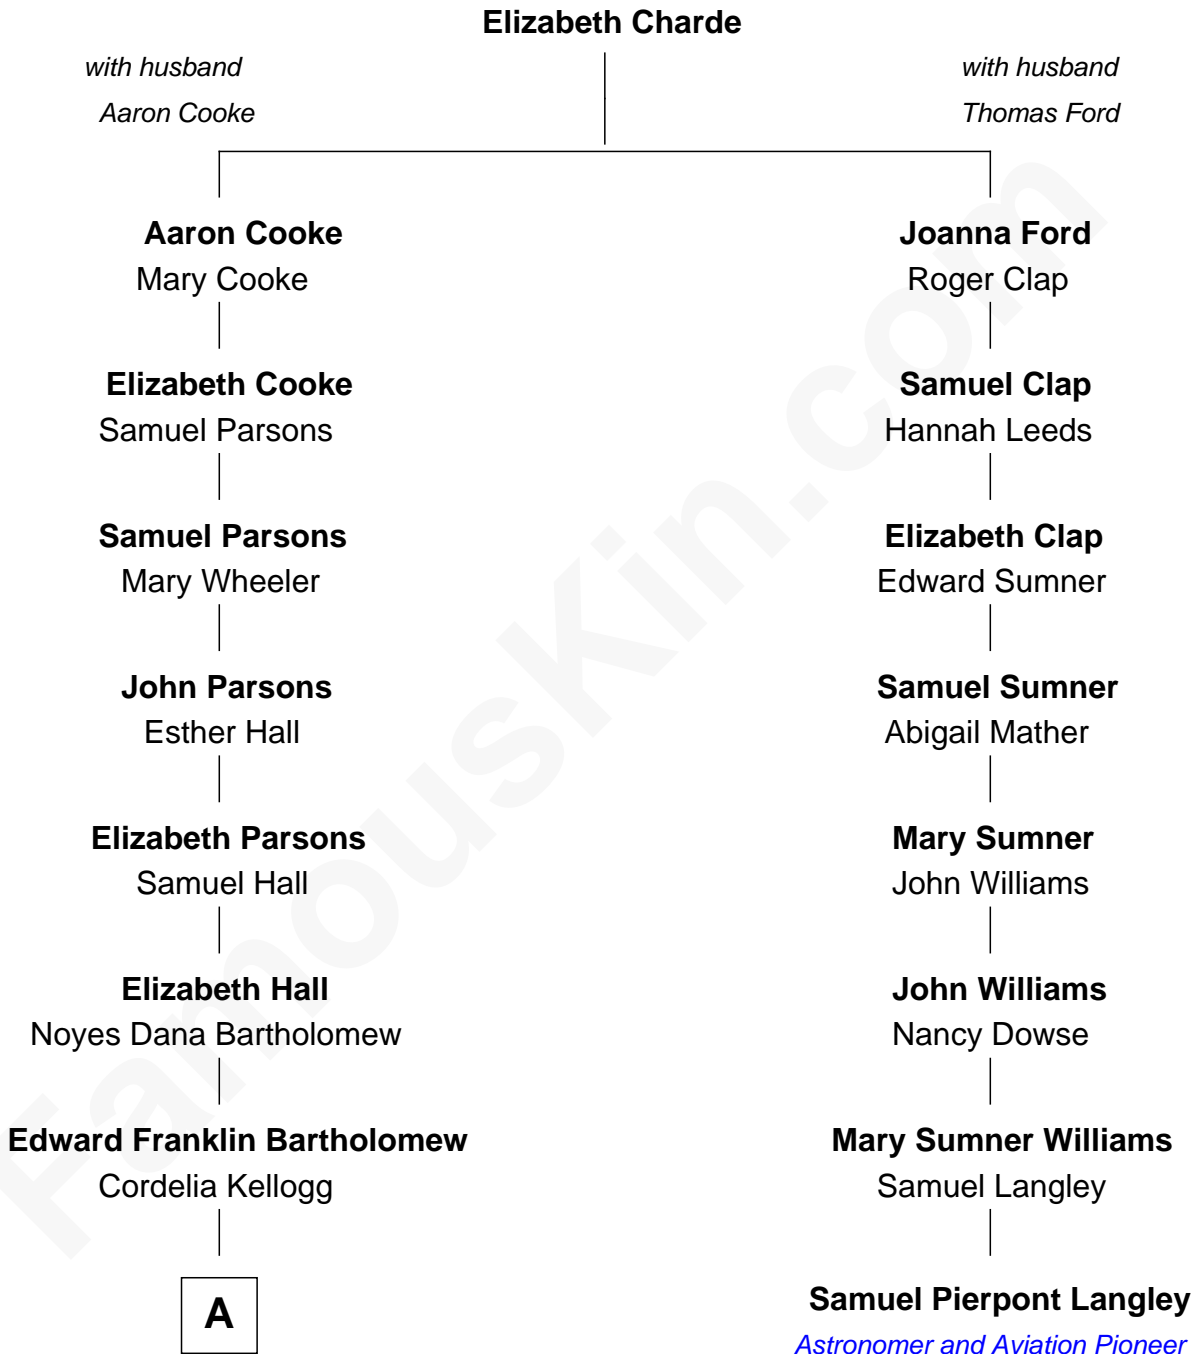 Elizabeth Charde
with husband
Aaron Cooke
with husband
Thomas Ford
Aaron Cooke
Mary Cooke
Joanna Ford
Roger Clap
Elizabeth Cooke
Samuel Parsons
Samuel Clap
Hannah Leeds
Samuel Parsons
Mary Wheeler
Elizabeth Clap
Edward Sumner
John Parsons
Esther Hall
Samuel Sumner
Abigail Mather
Elizabeth Parsons
Samuel Hall
Mary Sumner
John Williams
Elizabeth Hall
Noyes Dana Bartholomew
John Williams
Nancy Dowse
Edward Franklin Bartholomew
Cordelia Kellogg
Mary Sumner Williams
Samuel Langley
A
Samuel Pierpont Langley
Astronomer and Aviation Pioneer
FamousKin.com